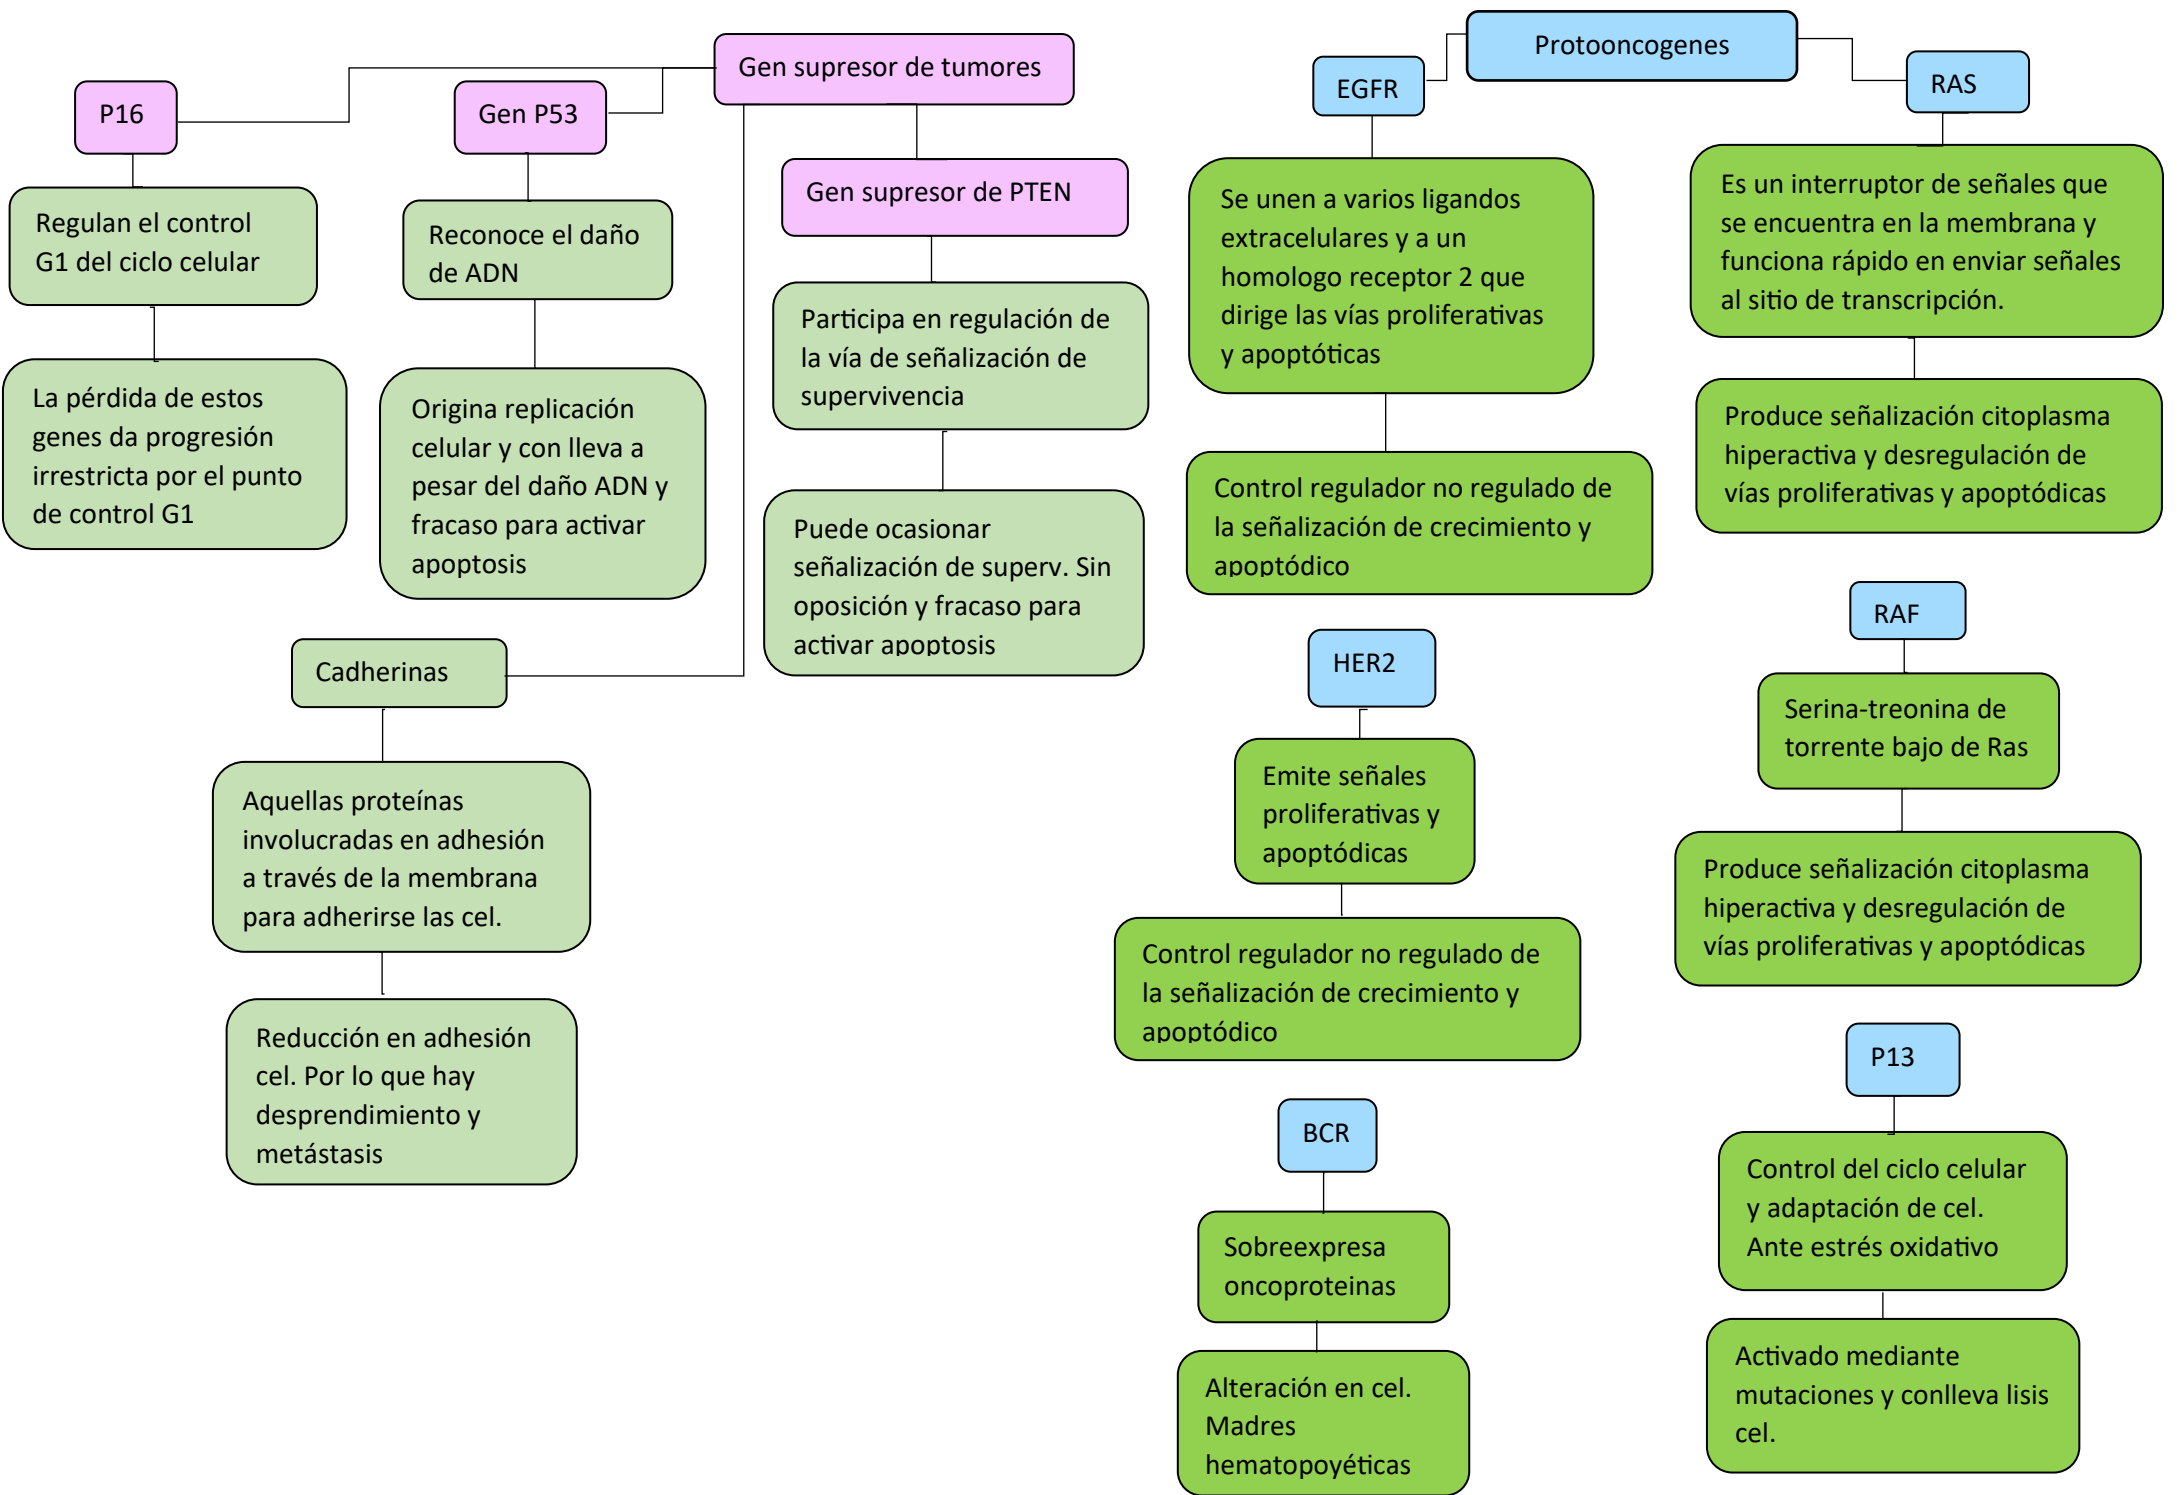 Gen supresor de tumores
P16
Regulan el control
G1 del ciclo celular
La pérdida de estos
genes da progresión
irrestricta por el punto
de control G1
Gen P53
Reconoce el daño
de ADN
Origina replicación
celular y con lleva a
pesar del daño ADN y
fracaso para activar
apoptosis
Gen supresor de PTEN
Participa en regulación de
la vía de señalización de
supervivencia
Puede ocasionar
señalización de superv. Sin
oposición y fracaso para
activar apoptosis
Cadherinas
Aquellas proteínas
involucradas en adhesión
a través de la membrana
para adherirse las cel.
Reducción en adhesión
cel. Por lo que hay
desprendimiento y
metástasis
Protooncogenes
EGFR
Se unen a varios ligandos
extracelulares y a un
homologo receptor 2 que
dirige las vías proliferativas
y apoptóticas
Control regulador no regulado de
la señalización de crecimiento y
apoptódico
HER2
Emite señales
proliferativas y
apoptódicas
Control regulador no regulado de
la señalización de crecimiento y
apoptódico
BCR
Sobreexpresa
oncoproteinas
Alteración en cel.
Madres
hematopoyéticas
RAS
Es un interruptor de señales que
se encuentra en la membrana y
funciona rápido en enviar señales
al sitio de transcripción.
Produce señalización citoplasma
hiperactiva y desregulación de
vías proliferativas y apoptódicas
RAF
Serina-treonina de
torrente bajo de Ras
Produce señalización citoplasma
hiperactiva y desregulación de
vías proliferativas y apoptódicas
P13
Control del ciclo celular
y adaptación de cel.
Ante estrés oxidativo
Activado mediante
mutaciones y conlleva lisis
cel.